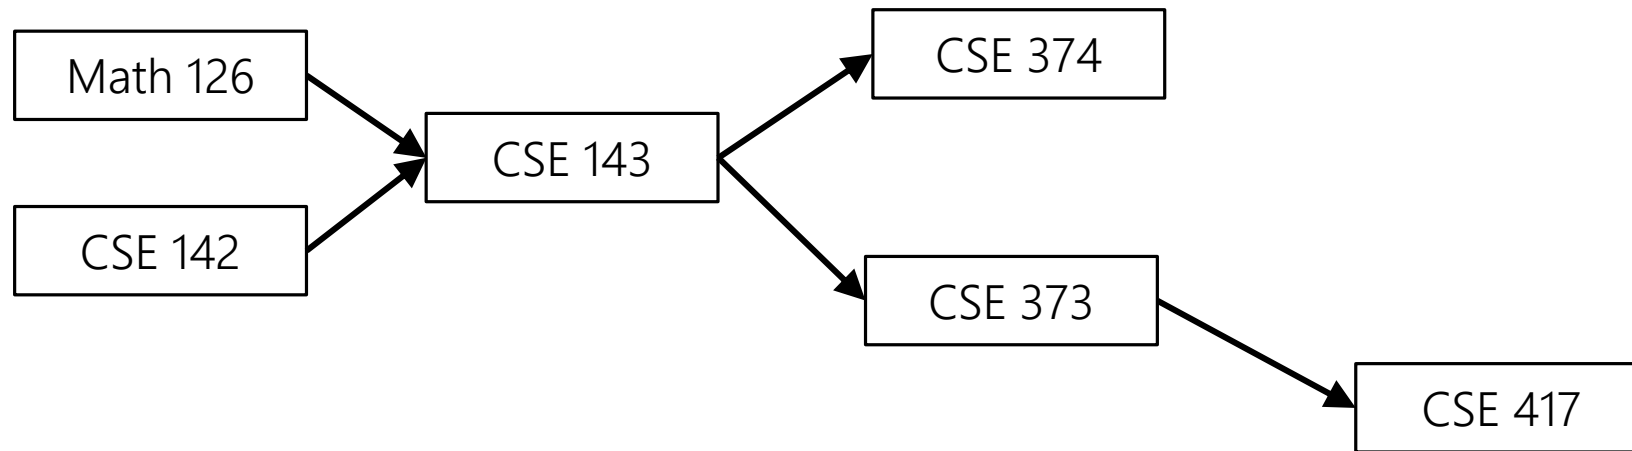 Math 126
CSE 142
CSE 143
CSE 374
CSE 373
CSE 417